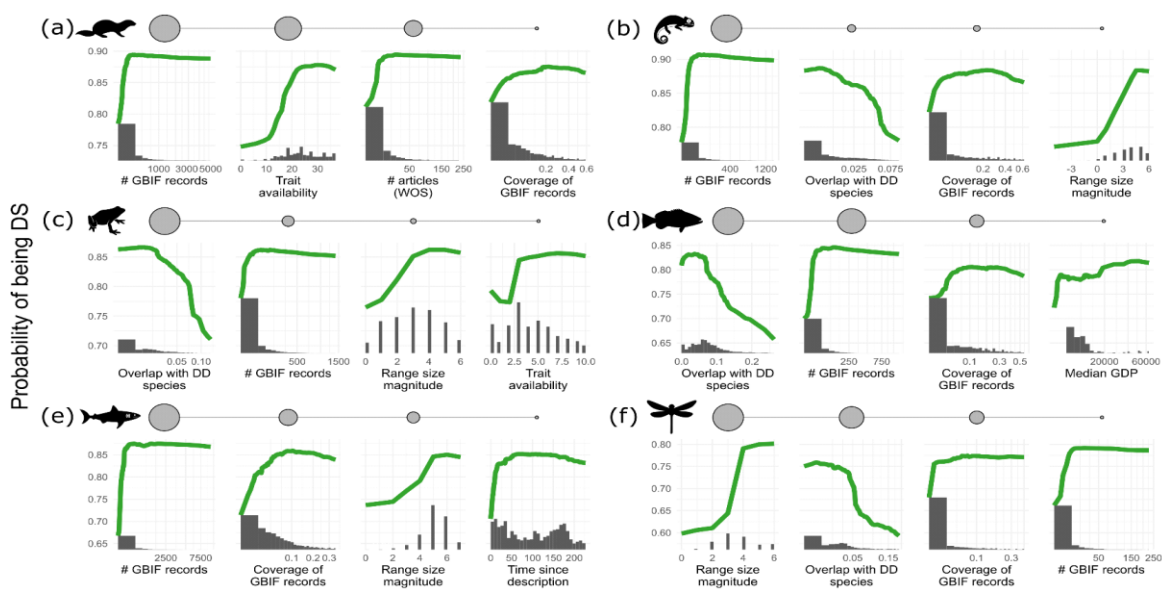 Probability of being DS
(a)
0.90
0.85
0.80
0.75
1000 3000 5000
# GBIF records
0 10 20 30
Trait
availability
50 150 250
# articles
(WOS)
0.1 0.2 0.4 0.6
Coverage of
GBIF records
(b)
0.90
0.85
0.80
400 1200
# GBIF records
0.025 0.075
Overlap with DD
species
0.2 0.4 0.6
Coverage of
GBIF records
-3 0 3 6
Range size
magnitude
(c)
0.85
0.80
0.75
0.70
0.05 0.10
Overlap with DD
species
500 1500
# GBIF records
0 2 4 6
Range size
magnitude
0.0 2.5 5.0 7.5 10.0
Trait
availability
(d)
0.85
0.80
0.75
0.70
0.65
0.0 0.2
Overlap with DD
species
250 750
# GBIF records
0.1 0.3 0.5
Coverage of
GBIF records
20000 60000
Median GDP
(e)
0.85
0.80
0.75
0.70
0.65
2500 7500
# GBIF records
0.1 0.2 0.3
Coverage of
GBIF records
0 2 4 6
Range size
magnitude
0 50 100 150 200
Time since
description
(f)
0.80
0.70
0.60
0 2 4 6
Range size
magnitude
0.05 0.15
Overlap with DD
species
0.1 0.3
Coverage of
GBIF records
50 150 250
# GBIF records